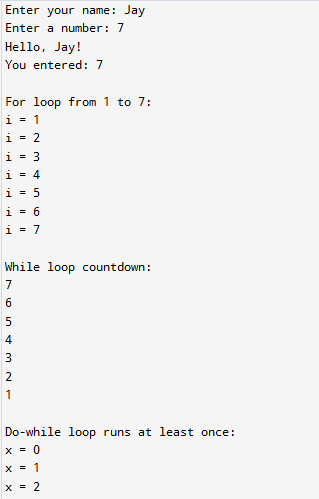 Enter your name: Jay
Enter a number: 7
Hello, Jay!
You entered: 7

For loop from 1 to 7:
i = 1
i = 2
i = 3
i = 4
i = 5
i = 6
i = 7

While loop countdown:
7
6
5
4
3
2
1

Do-while loop runs at least once:
x = 0
x = 1
x = 2